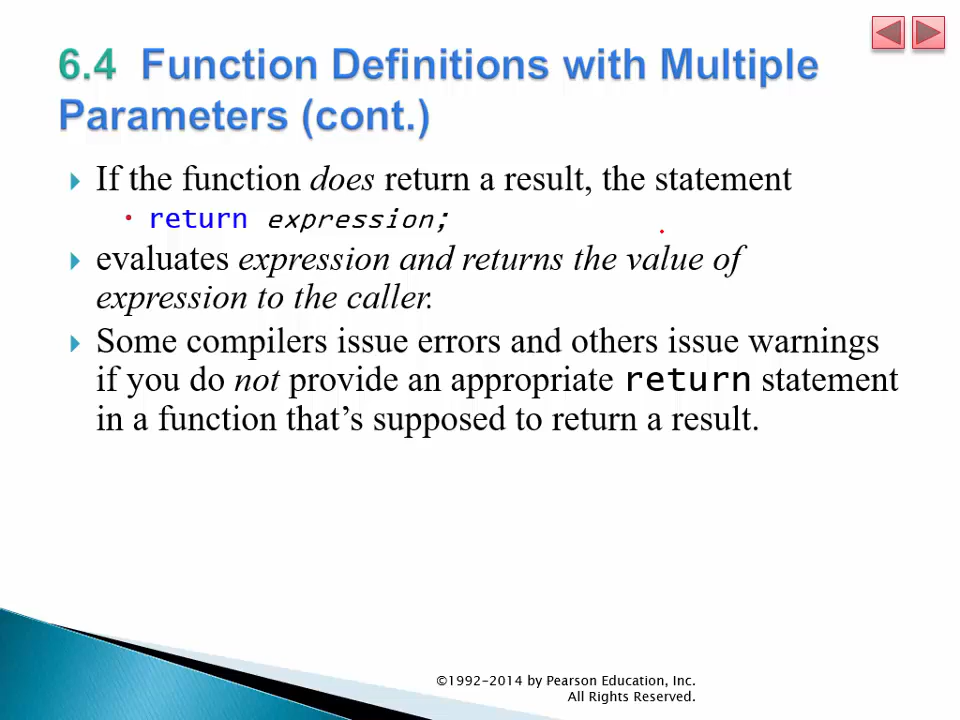 6.4 Function Definitions with Multiple
Parameters (cont.)
If the function does return a result, the statement
return expression;
evaluates expression and returns the value of
expression to the caller.
Some compilers issue errors and others issue warnings
if you do not provide an appropriate return statement
in a function that’s supposed to return a result.
©1992-2014 by Pearson Education, Inc.
All Rights Reserved.